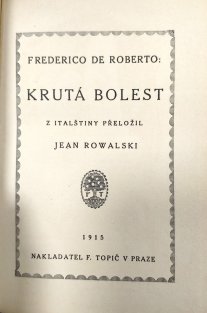 FREDERICO DE ROBERTO:
KRUTÁ BOLEST
Z ITALŠTINY PŘELOŽIL
JEAN ROWALSKI
F T
1915
NAKLADATEL F. TOPIČ V PRAZE